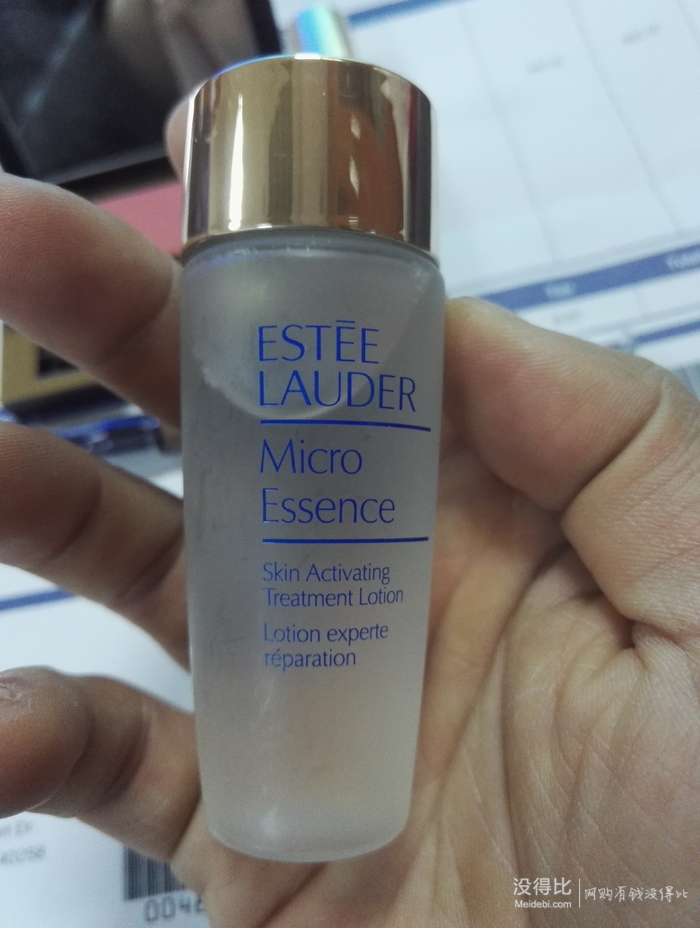 ESTĒE
LAUDER
Micro
Essence
Skin Activating
Treatment Lotion
Lotion experte
réparation
没得比
Meidebi.com
网购有钱没得比